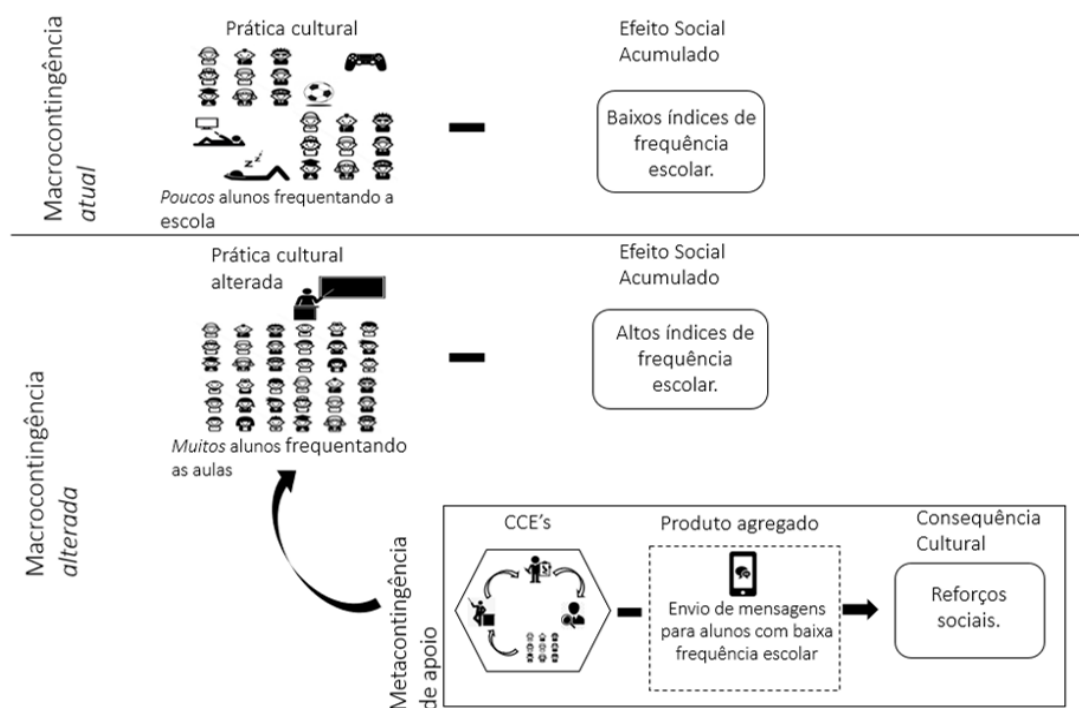 Macrocontingência
atual
Prática cultural
Z Z Z
Poucos alunos frequentando a
escola
Efeito Social
Acumulado
Baixos índices de
frequência
escolar.
Macrocontingência
alterada
Prática cultural
alterada
Muitos alunos frequentando
as aulas
Efeito Social
Acumulado
Altos índices de
frequência
escolar.
Metacontingência
de apoio
CCE's
Produto agregado
Envio de mensagens
para alunos com baixa
frequência escolar
Consequência
Cultural
Reforços
sociais.